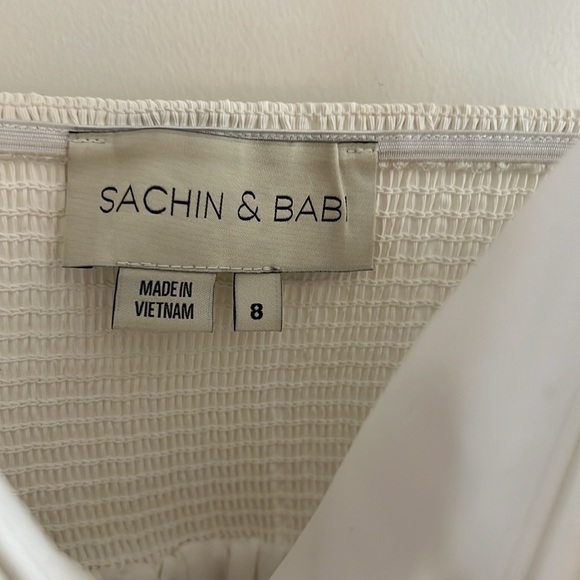 SACHIN & BABI
MADE IN
VIETNAM
8